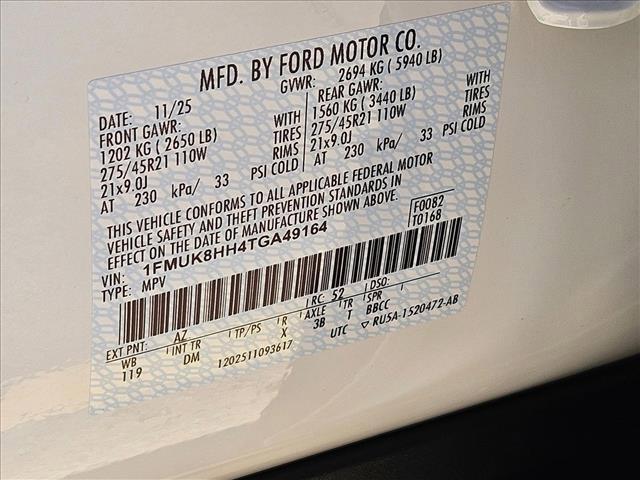 MFD. BY FORD MOTOR CO.
DATE: 11/25 GVWR: 2694 KG ( 5940 LB)
FRONT GAWR: REAR GAWR:
1202 KG ( 2650 LB) WITH 1560 KG ( 3440 LB) WITH
275/45R21 110W TIRES 275/45R21 110W TIRES
21x9.0J RIMS 21x9.0J RIMS
AT 230 kPa/ 33 PSI COLD AT 230 kPa/ 33 PSI COLD
THIS VEHICLE CONFORMS TO ALL APPLICABLE FEDERAL MOTOR
VEHICLE SAFETY AND THEFT PREVENTION STANDARDS IN
EFFECT ON THE DATE OF MANUFACTURE SHOWN ABOVE.
VIN: 1FMUK8HH4TGA49164 F0082
TYPE: MPV T0168
EXT PNT: AZ RC: 52 DSO:
WB INT TR TP/PS R AXLE TR SPR
119 DM X 3B T BBCC
1202511093617 UTC RU5A-1520472-AB